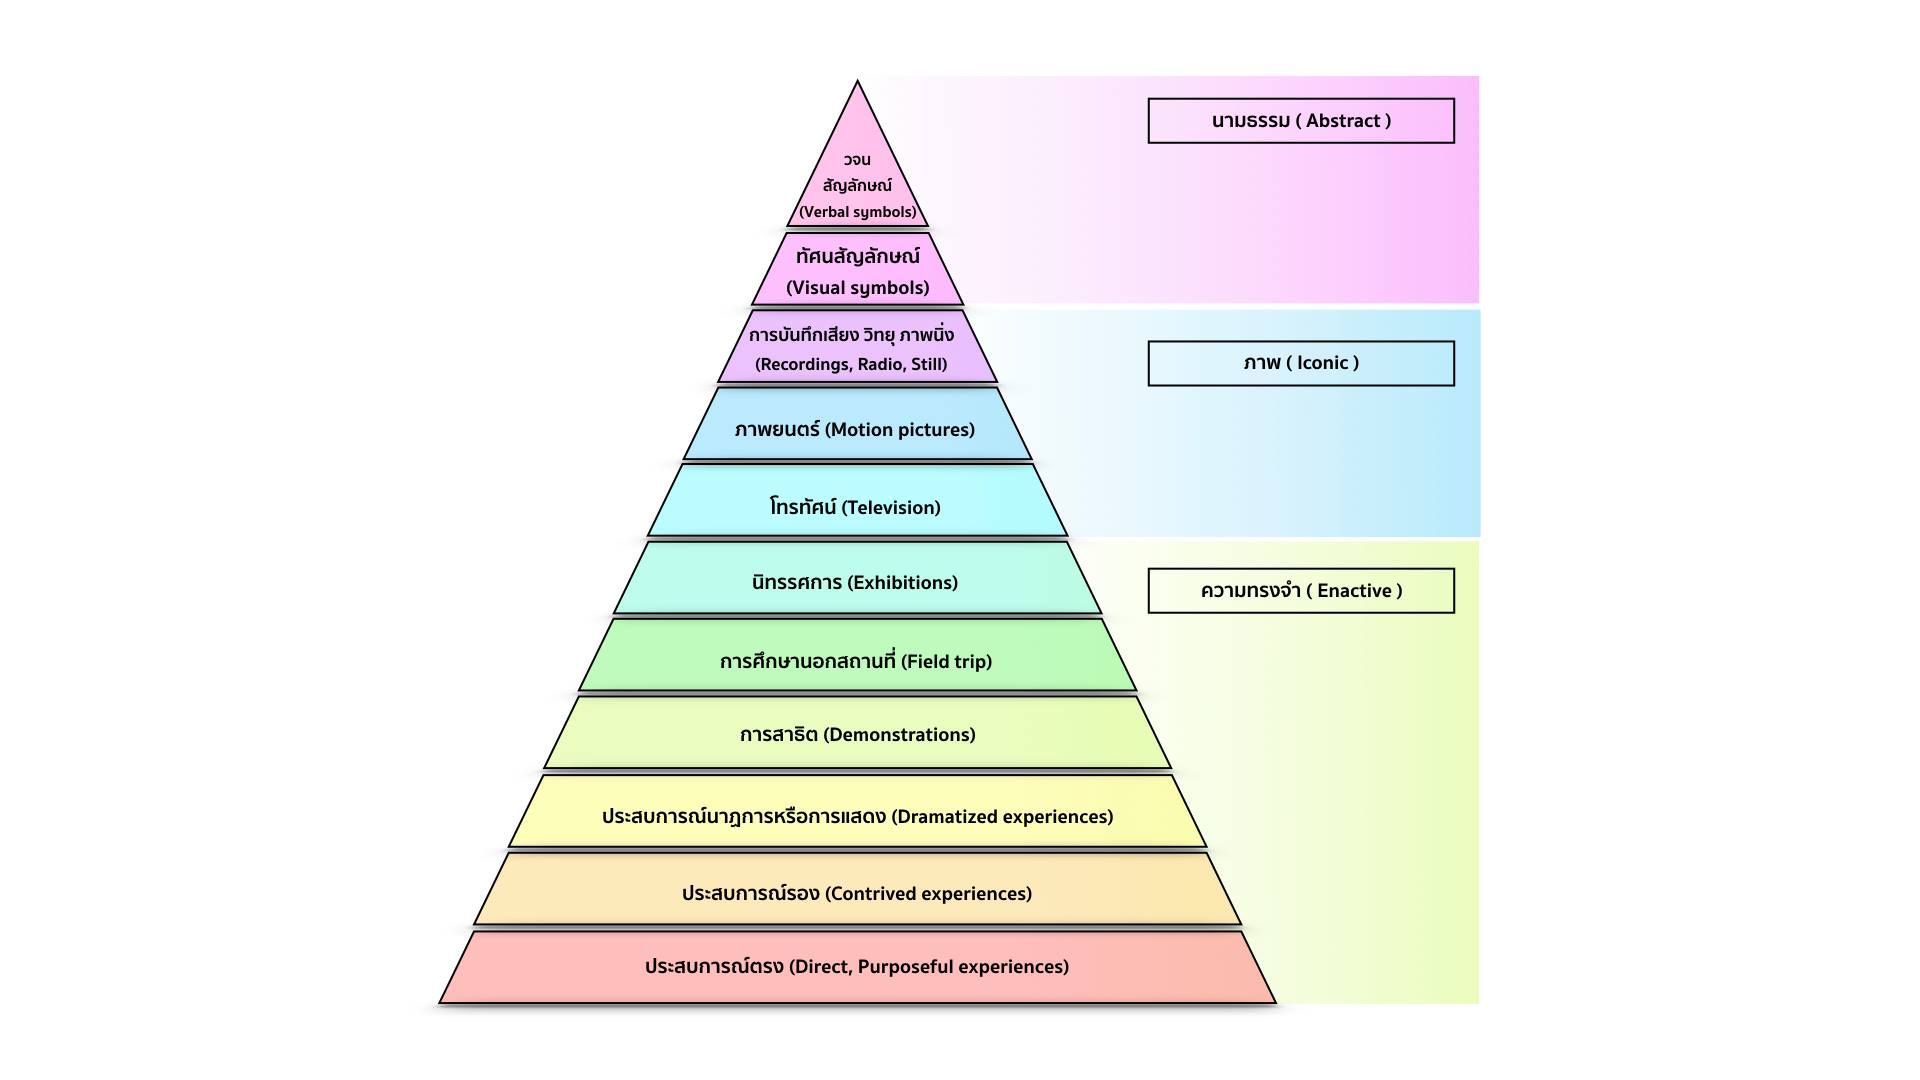 นามธรรม ( Abstract )
วจน
สัญลักษณ์
(Verbal symbols)
ทัศนสัญลักษณ์
(Visual symbols)
การบันทึกเสียง วิทยุ ภาพนิ่ง
(Recordings, Radio, Still)
ภาพ ( Iconic )
ภาพยนตร์ (Motion pictures)
โทรทัศน์ (Television)
นิทรรศการ (Exhibitions)
ความทรงจำ ( Enactive )
การศึกษานอกสถานที่ (Field trip)
การสาธิต (Demonstrations)
ประสบการณ์นาฏการหรือการแสดง (Dramatized experiences)
ประสบการณ์รอง (Contrived experiences)
ประสบการณ์ตรง (Direct, Purposeful experiences)